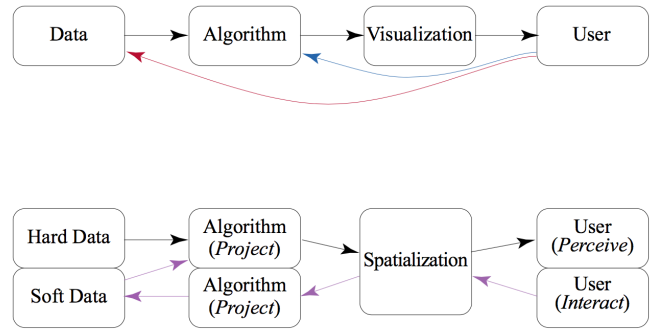 Data
Algorithm
Visualization
User
Hard Data
Algorithm
(Project)
Spatialization
User
(Perceive)
Soft Data
Algorithm
(Project)
User
(Interact)